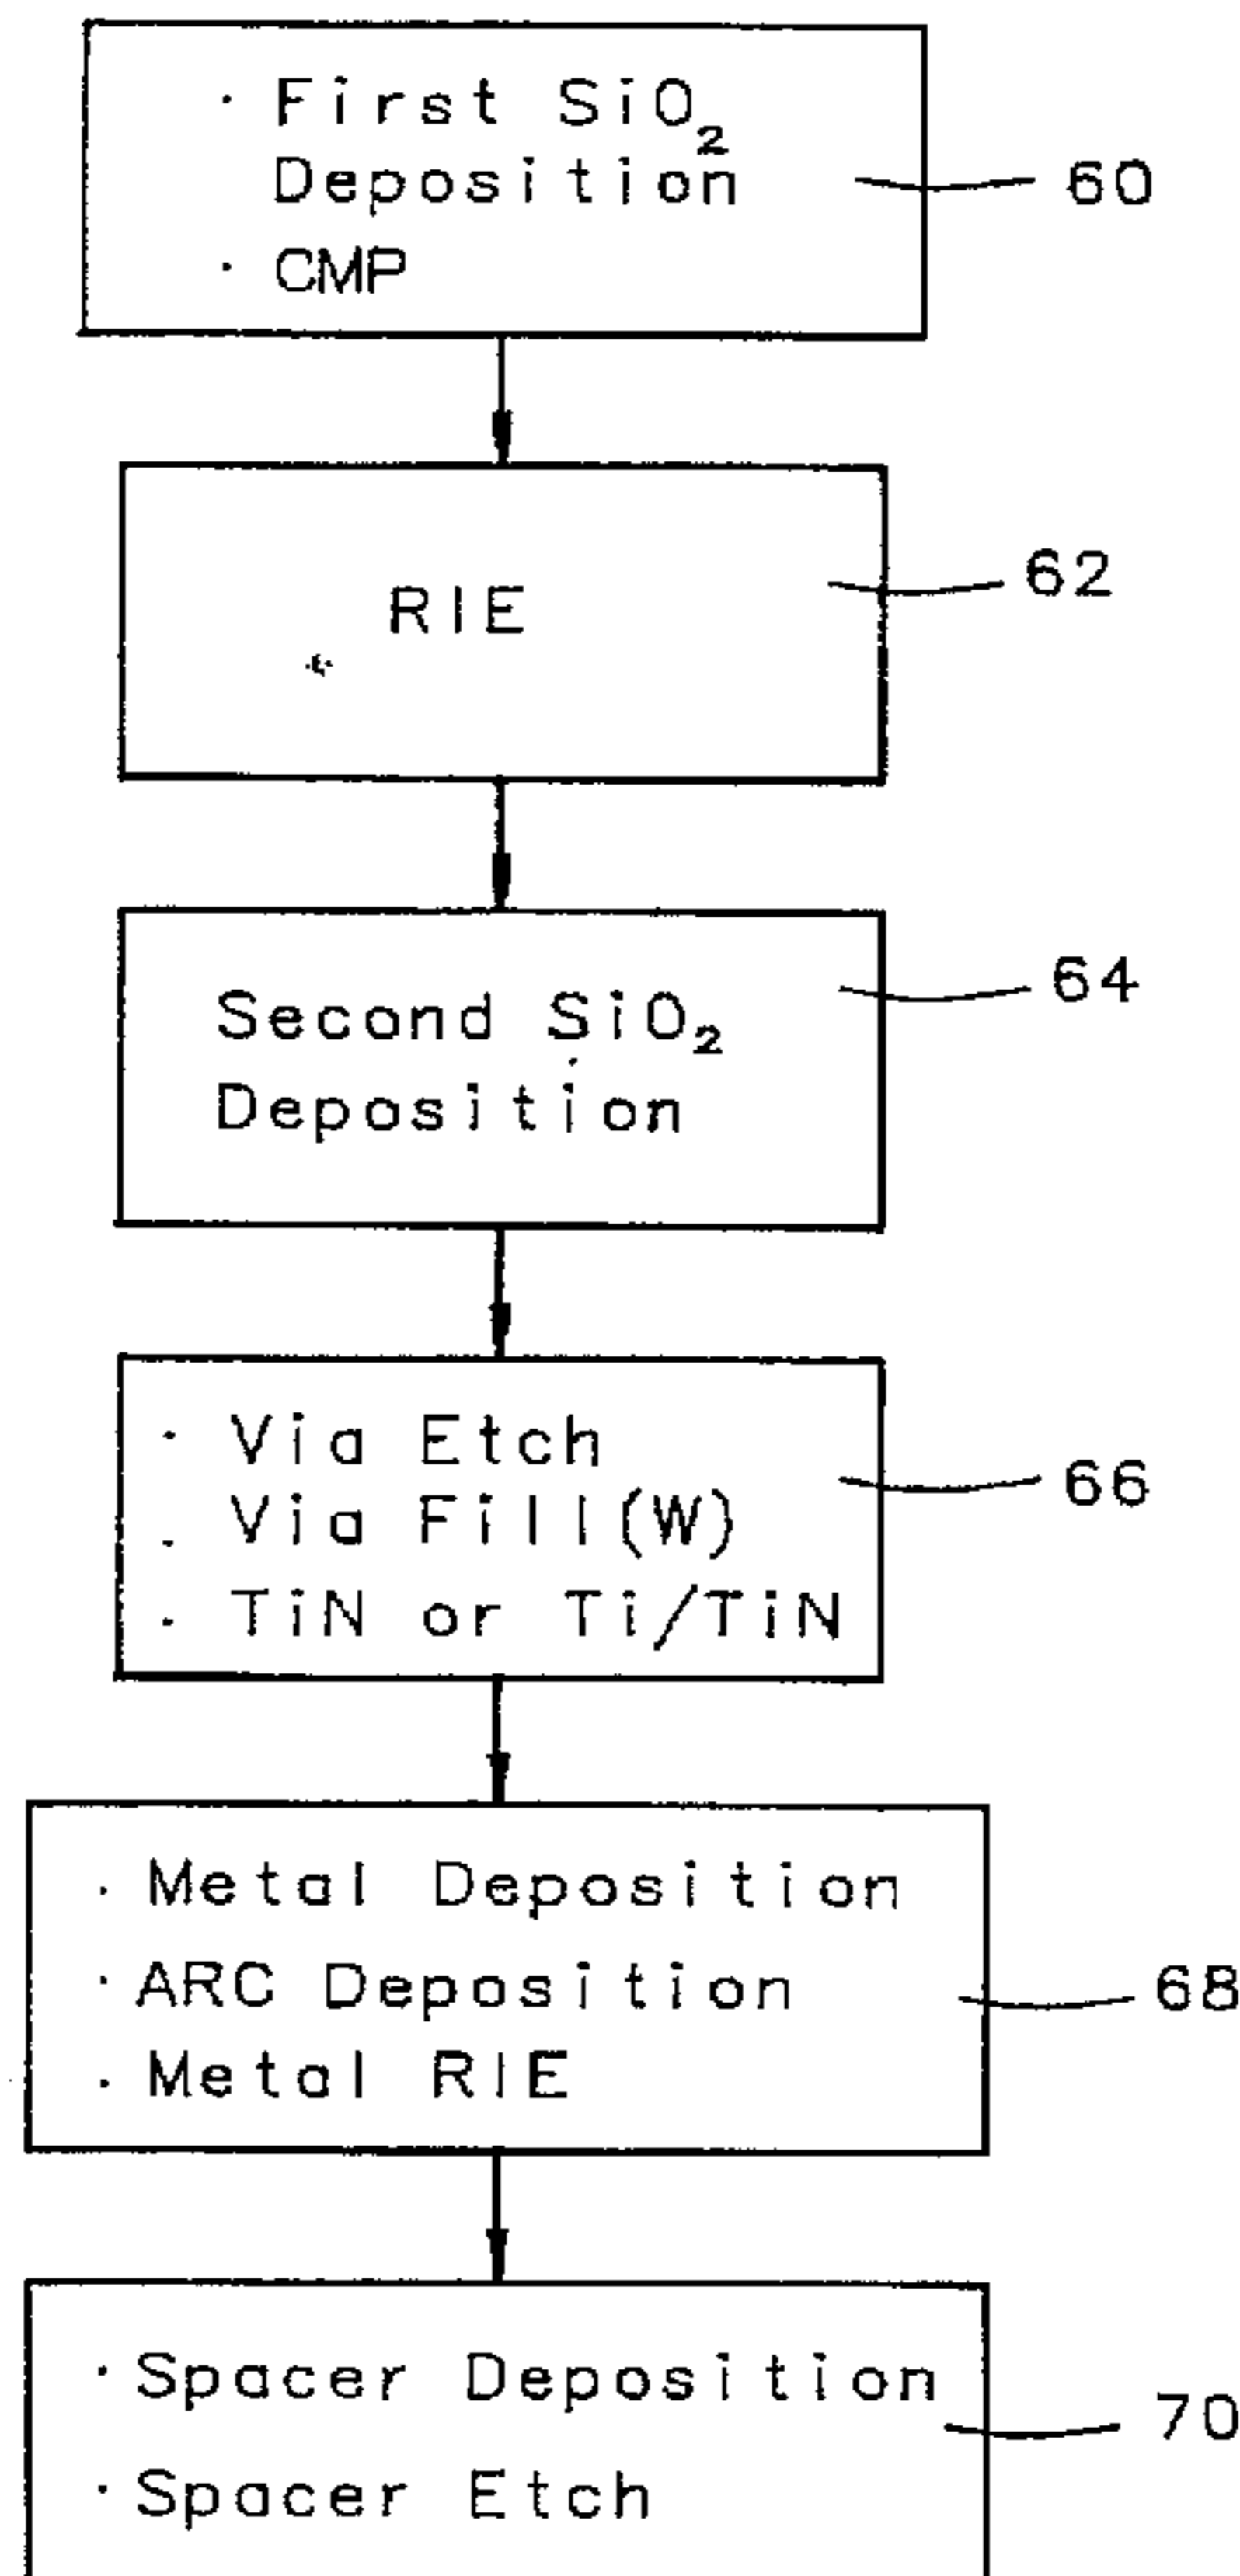 · First SiO₂
Deposition
· CMP
60
RIE
62
Second SiO₂
Deposition
64
· Via Etch
· Via Fill(W)
· TiN or Ti/TiN
66
· Metal Deposition
· ARC Deposition
· Metal RIE
68
· Spacer Deposition
· Spacer Etch
70